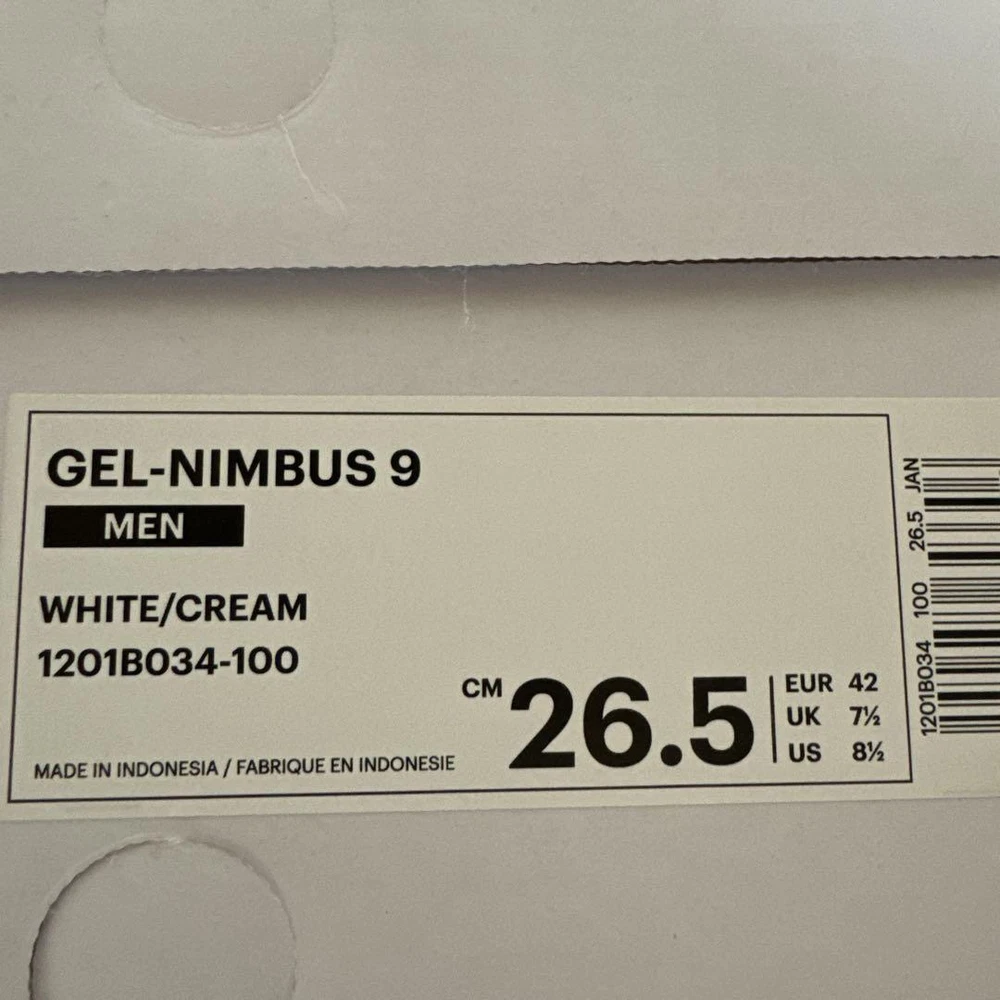 GEL-NIMBUS 9
MEN
WHITE/CREAM
1201B034-100
CM 26.5
EUR 42
UK 7½
US 8½
MADE IN INDONESIA / FABRIQUE EN INDONESIE
1201B034 100 26.5 JAN